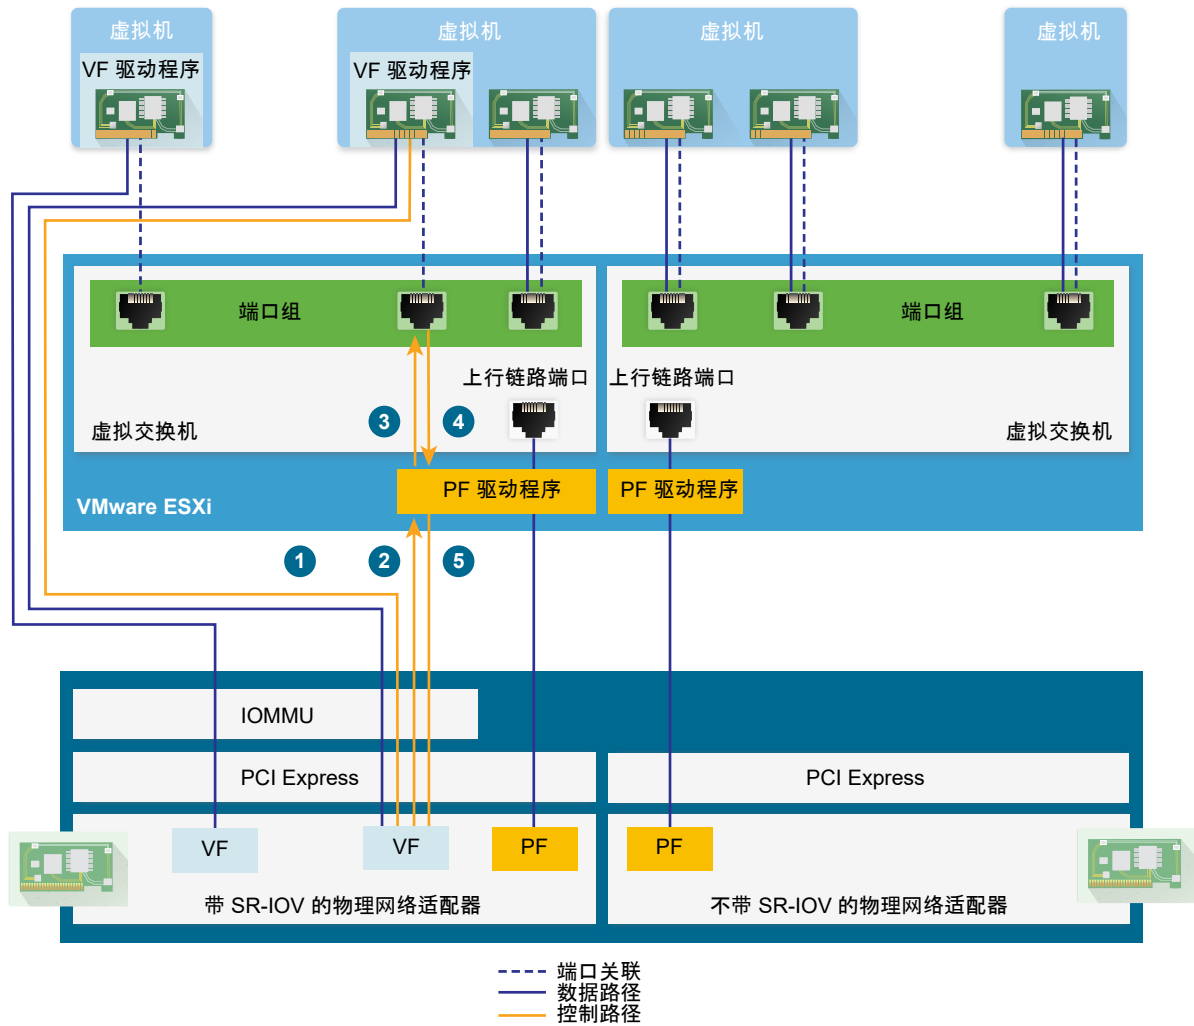 虚拟机
虚拟机
虚拟机
虚拟机
VF 驱动程序
VF 驱动程序
端口组
端口组
上行链路端口
上行链路端口
3
4
虚拟交换机
虚拟交换机
PF 驱动程序
PF 驱动程序
VMware ESXi
1
2
5
IOMMU
PCI Express
PCI Express
VF
VF
PF
PF
带 SR-IOV 的物理网络适配器
不带 SR-IOV 的物理网络适配器
端口关联
数据路径
控制路径